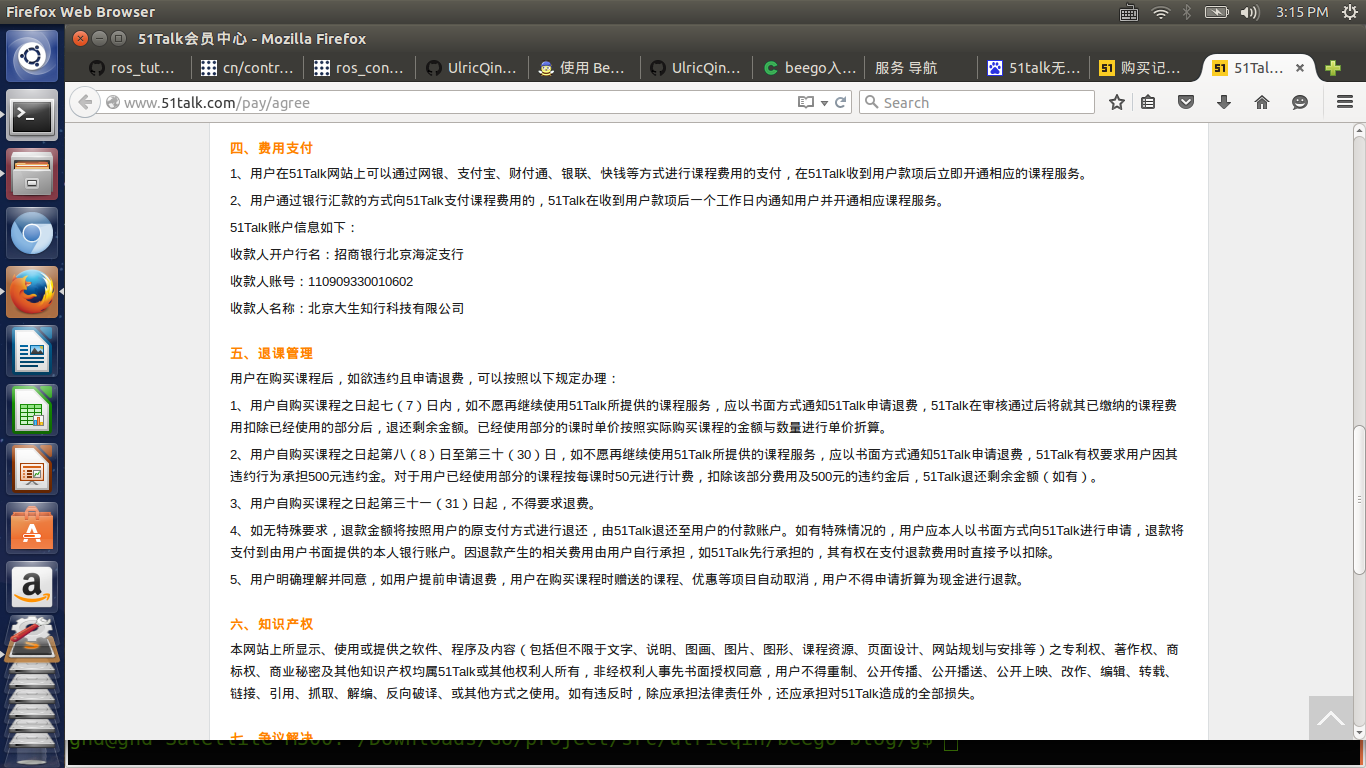 Firefox Web Browser
3:15 PM
51Talk会员中心 - Mozilla Firefox
ros_tut...
cn/contr...
ros_con...
UlricQin...
使用 Be...
UlricQin...
beego入...
服务 导航
51talk无...
购买记...
51Tal...
www.51talk.com/pay/agree
Search
四、费用支付
1、用户在51Talk网站上可以通过网银、支付宝、财付通、银联、快钱等方式进行课程费用的支付，在51Talk收到用户款项后立即开通相应的课程服务。
2、用户通过银行汇款的方式向51Talk支付课程费用的，51Talk在收到用户款项后一个工作日内通知用户并开通相应课程服务。
51Talk账户信息如下：
收款人开户行名：招商银行北京海淀支行
收款人账号：110909330010602
收款人名称：北京大生知行科技有限公司
五、退课管理
用户在购买课程后，如欲违约且申请退费，可以按照以下规定办理：
1、用户自购买课程之日起七（7）日内，如不愿再继续使用51Talk所提供的课程服务，应以书面方式通知51Talk申请退费，51Talk在审核通过后将就其已缴纳的课程费
用扣除已经使用的部分后，退还剩余金额。已经使用部分的课时单价按照实际购买课程的金额与数量进行单价折算。
2、用户自购买课程之日起第八（8）日至第三十（30）日，如不愿再继续使用51Talk所提供的课程服务，应以书面方式通知51Talk申请退费，51Talk有权要求用户因其
违约行为承担500元违约金。对于用户已经使用部分的课程按每课时50元进行计费，扣除该部分费用及500元的违约金后，51Talk退还剩余金额（如有）。
3、用户自购买课程之日起第三十一（31）日起，不得要求退费。
4、如无特殊要求，退款金额将按照用户的原支付方式进行退还，由51Talk退还至用户的付款账户。如有特殊情况的，用户应本人以书面方式向51Talk进行申请，退款将
支付到由用户书面提供的本人银行账户。因退款产生的相关费用由用户自行承担，如51Talk先行承担的，其有权在支付退款费用时直接予以扣除。
5、用户明确理解并同意，如用户提前申请退费，用户在购买课程时赠送的课程、优惠等项目自动取消，用户不得申请折算为现金进行退款。
六、知识产权
本网站上所显示、使用或提供之软件、程序及内容（包括但不限于文字、说明、图画、图片、图形、课程资源、页面设计、网站规划与安排等）之专利权、著作权、商
标权、商业秘密及其他知识产权均属51Talk或其他权利人所有，非经权利人事先书面授权同意，用户不得重制、公开传播、公开播送、公开上映、改作、编辑、转载、
链接、引用、抓取、解编、反向破译、或其他方式之使用。如有违反时，除应承担法律责任外，还应承担对51Talk造成的全部损失。
七、争议解决